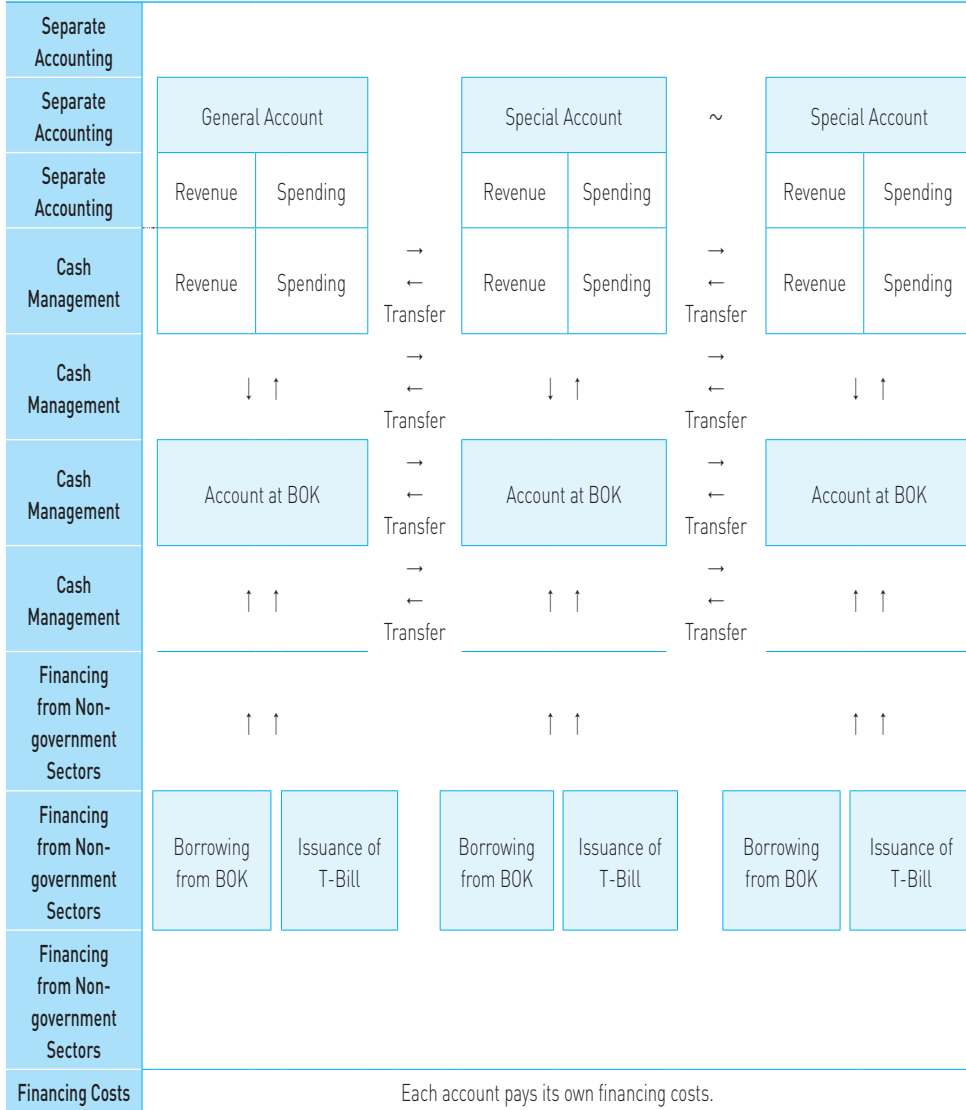 Separate
Accounting
Separate
Accounting
General Account
Special Account
~
Special Account
Separate
Accounting
Revenue
Spending
Revenue
Spending
Revenue
Spending
Cash
Management
Revenue
Spending
→
←
Transfer
Revenue
Spending
→
←
Transfer
Revenue
Spending
Cash
Management
↓ ↑
→
←
Transfer
↓ ↑
→
←
Transfer
↓ ↑
Cash
Management
Account at BOK
→
←
Transfer
Account at BOK
→
←
Transfer
Account at BOK
Cash
Management
↑ ↑
→
←
Transfer
↑ ↑
→
←
Transfer
↑ ↑
Financing
from Non-
government
Sectors
↑ ↑
↑ ↑
↑ ↑
Financing
from Non-
government
Sectors
Borrowing
from BOK
Issuance of
T-Bill
Borrowing
from BOK
Issuance of
T-Bill
Borrowing
from BOK
Issuance of
T-Bill
Financing
from Non-
government
Sectors
Financing Costs
Each account pays its own financing costs.